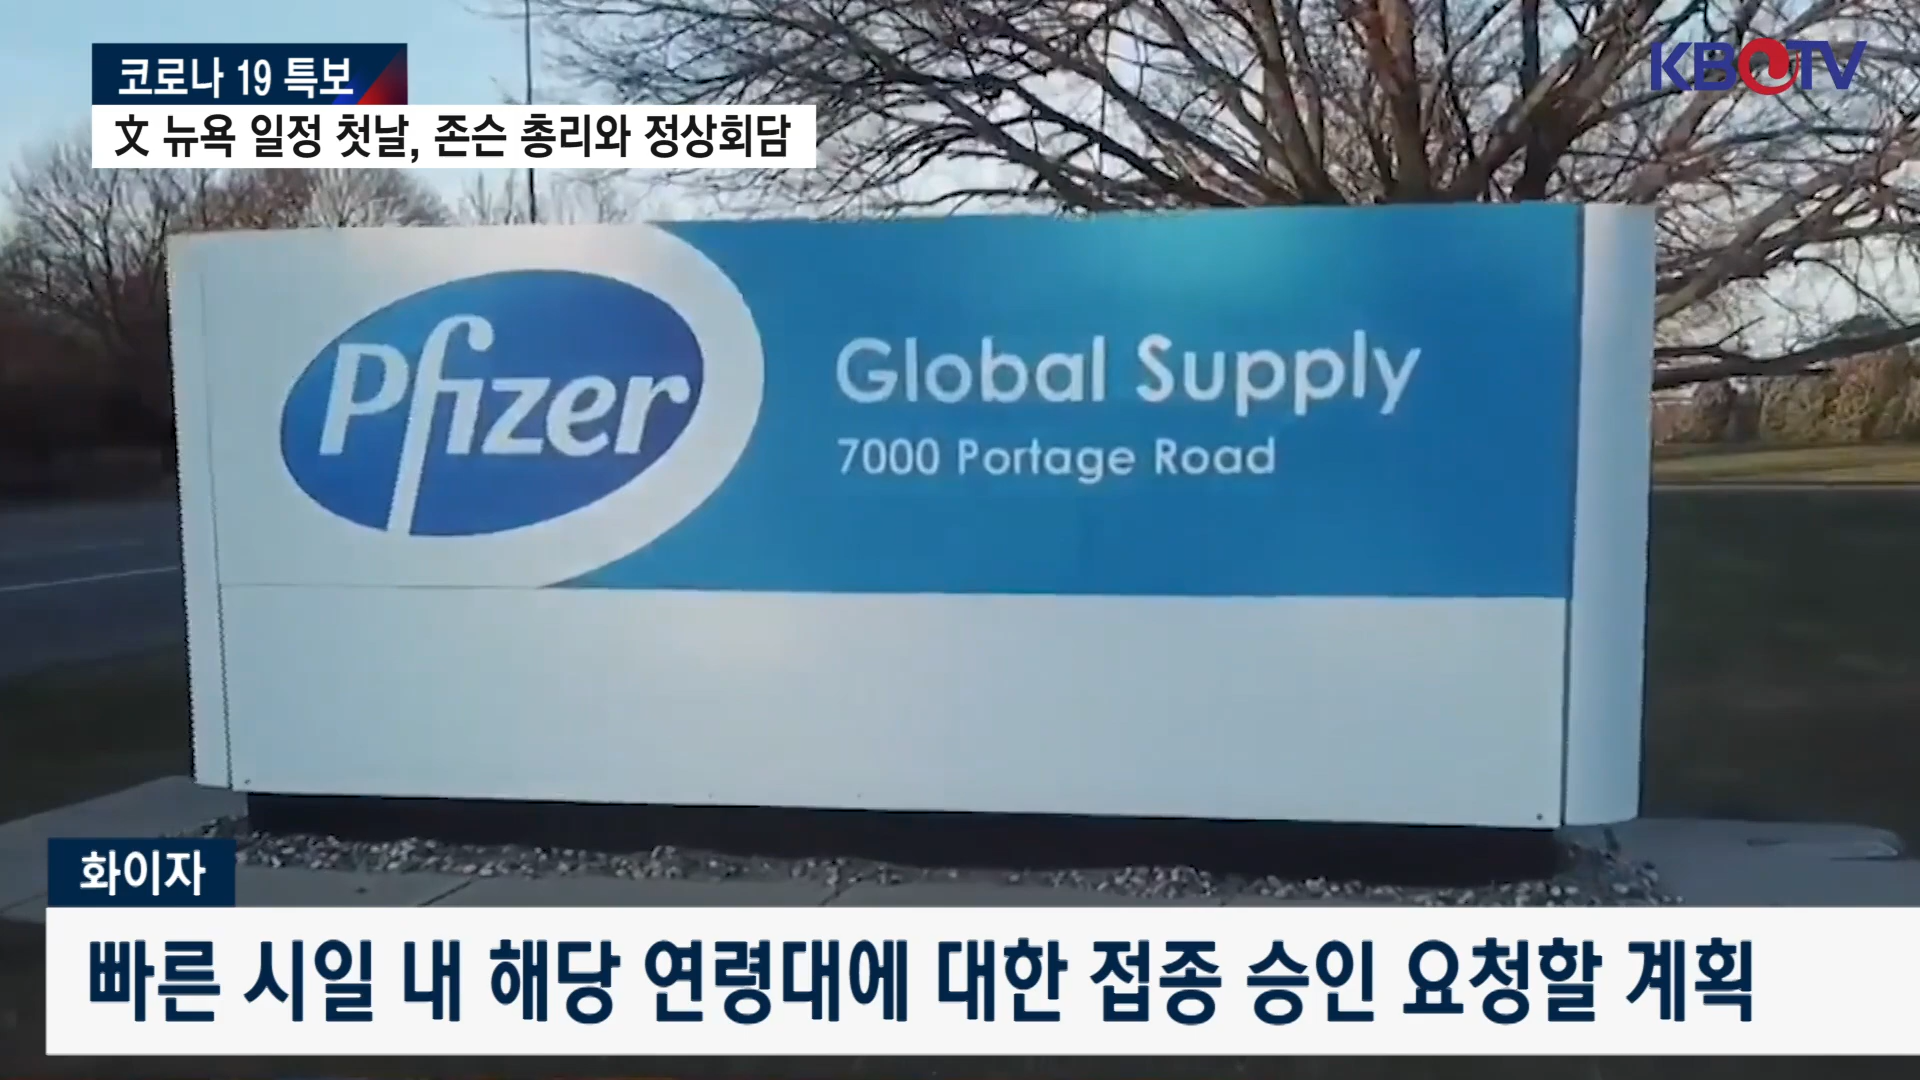 코로나 19 특보
KBCTV
文 뉴욕 일정 첫날, 존슨 총리와 정상회담
Pfizer
Global Supply
7000 Portage Road
화이자
빠른 시일 내 해당 연령대에 대한 접종 승인 요청할 계획